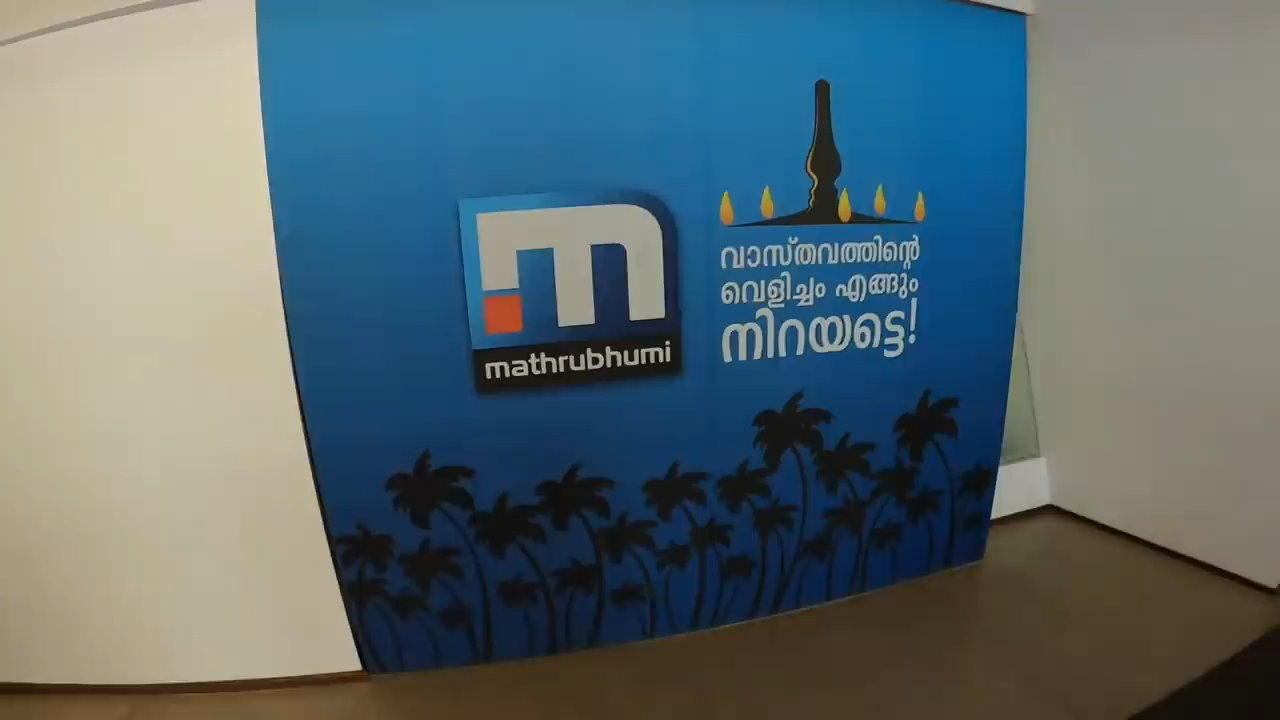 mathrubhumi
വാസ്തവത്തിന്റെ
വെളിച്ചം എങ്ങും
നിറയട്ടെ!